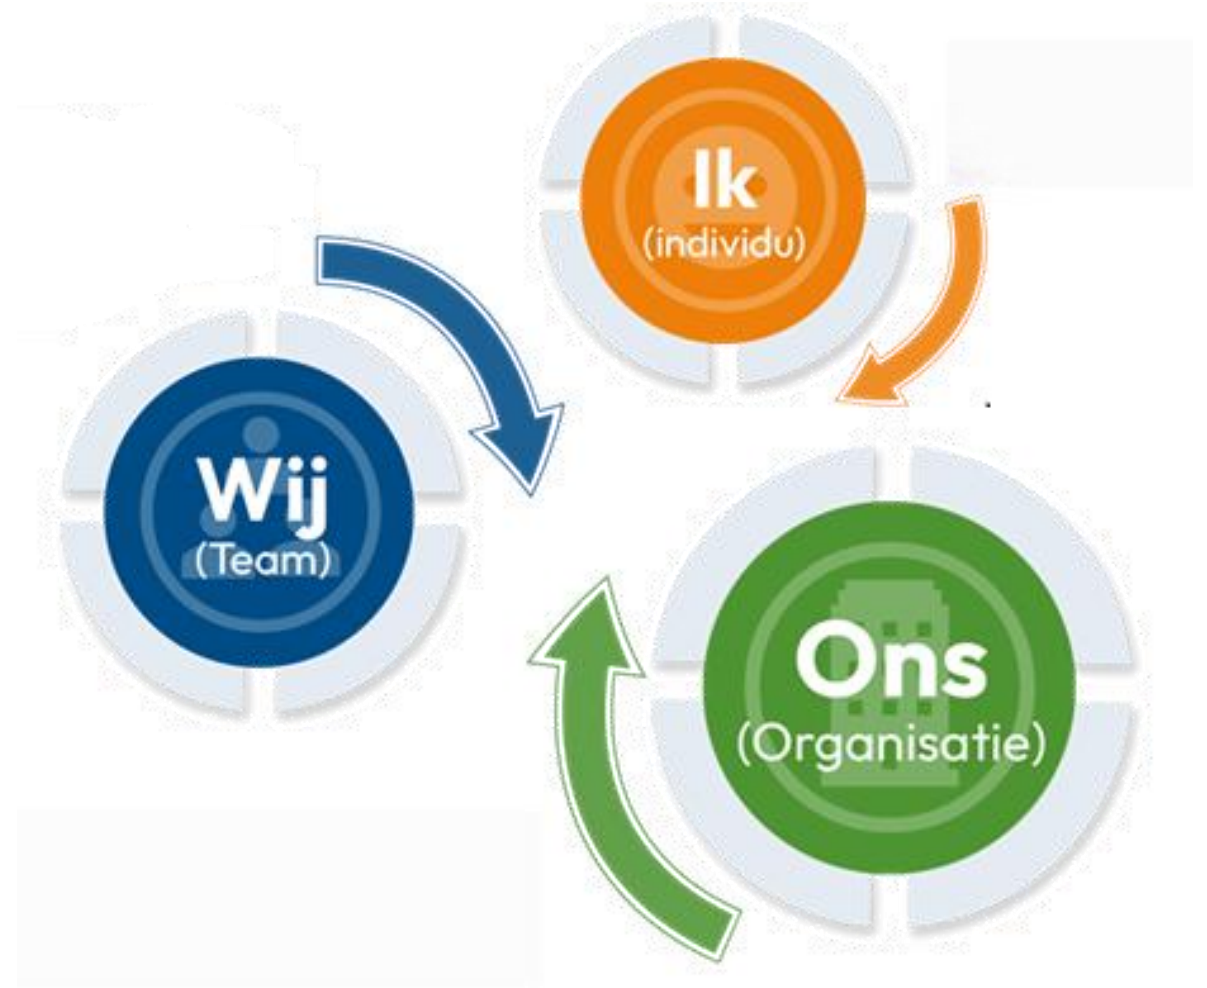 Ik
(individu)
Wij
(Team)
Ons
(Organisatie)